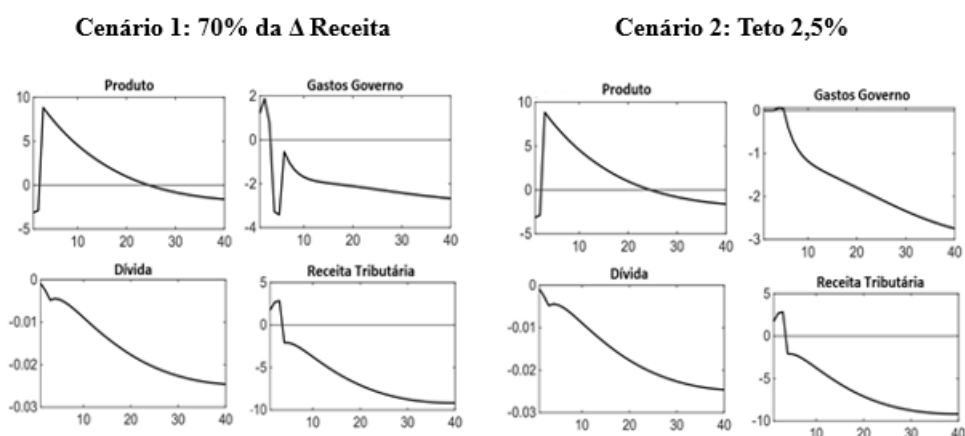 Cenário 1: 70% da Δ Receita
Produto
10
5
0
-5
10 20 30 40
Gastos Governo
2
0
-2
-4
10 20 30 40
Dívida
0
-0.01
-0.02
-0.03
10 20 30 40
Receita Tributária
5
0
-5
-10
10 20 30 40
Cenário 2: Teto 2,5%
Produto
10
5
0
-5
10 20 30 40
Gastos Governo
0
-1
-2
-3
10 20 30 40
Dívida
0
-0.01
-0.02
-0.03
10 20 30 40
Receita Tributária
5
0
-5
-10
10 20 30 40